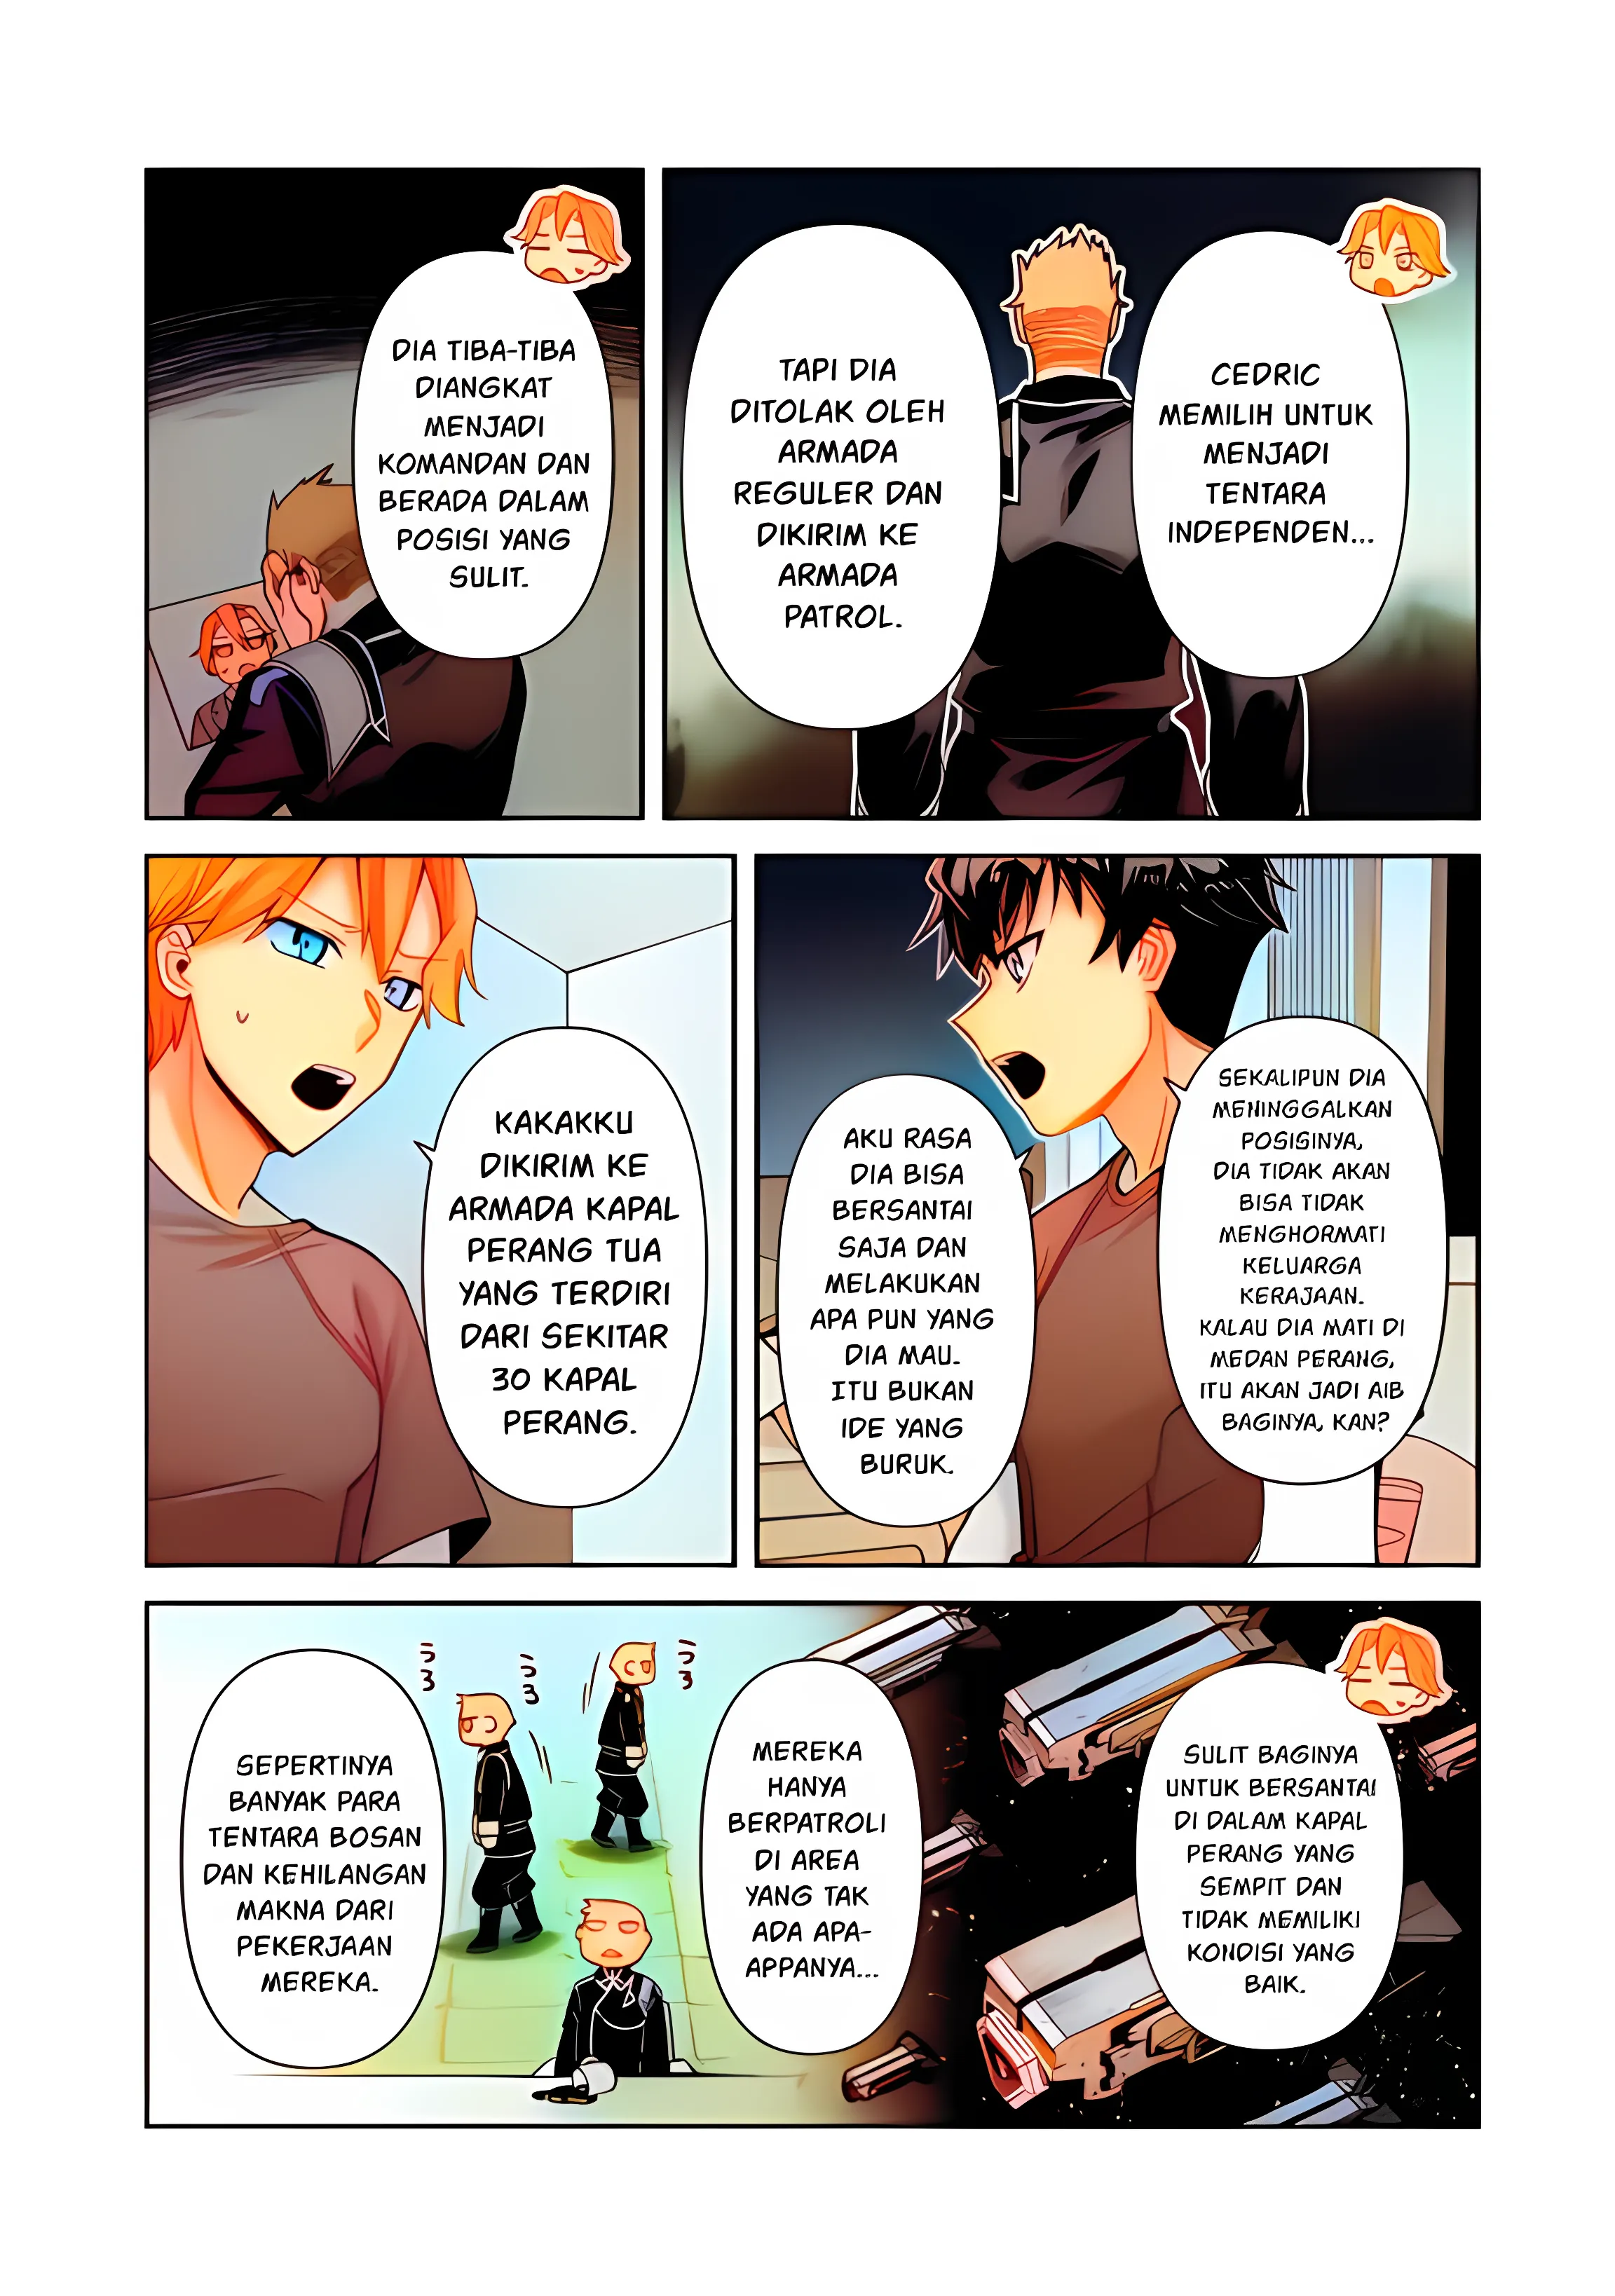 CEDRIC
MEMILIH UNTUK
MENJADI
TENTARA
INDEPENDEN...
TAPI DIA
DITOLAK OLEH
ARMADA
REGULER DAN
DIKIRIM KE
ARMADA
PATROL.
DIA TIBA-TIBA
DIANGKAT
MENJADI
KOMANDAN DAN
BERADA DALAM
POSISI YANG
SULIT.
SEKALIPUN DIA
MENINGGALKAN
POSISINYA,
DIA TIDAK AKAN
BISA TIDAK
MENGHORMATI
KELUARGA
KERAJAAN.
KALAU DIA MATI DI
MEDAN PERANG,
ITU AKAN JADI AIB
BAGINYA, KAN?
AKU RASA
DIA BISA
BERSANTAI
SAJA DAN
MELAKUKAN
APA PUN YANG
DIA MAU.
ITU BUKAN
IDE YANG
BURUK.
KAKAKKU
DIKIRIM KE
ARMADA KAPAL
PERANG TUA
YANG TERDIRI
DARI SEKITAR
30 KAPAL
PERANG.
SULIT BAGINYA
UNTUK BERSANTAI
DI DALAM KAPAL
PERANG YANG
SEMPIT DAN
TIDAK MEMILIKI
KONDISI YANG
BAIK.
MEREKA
HANYA
BERPATROLI
DI AREA
YANG TAK
ADA APA-
APPANYA...
うろ
うろ
うろ
SEPERTINYA
BANYAK PARA
TENTARA BOSAN
DAN KEHILANGAN
MAKNA DARI
PEKERJAAN
MEREKA.